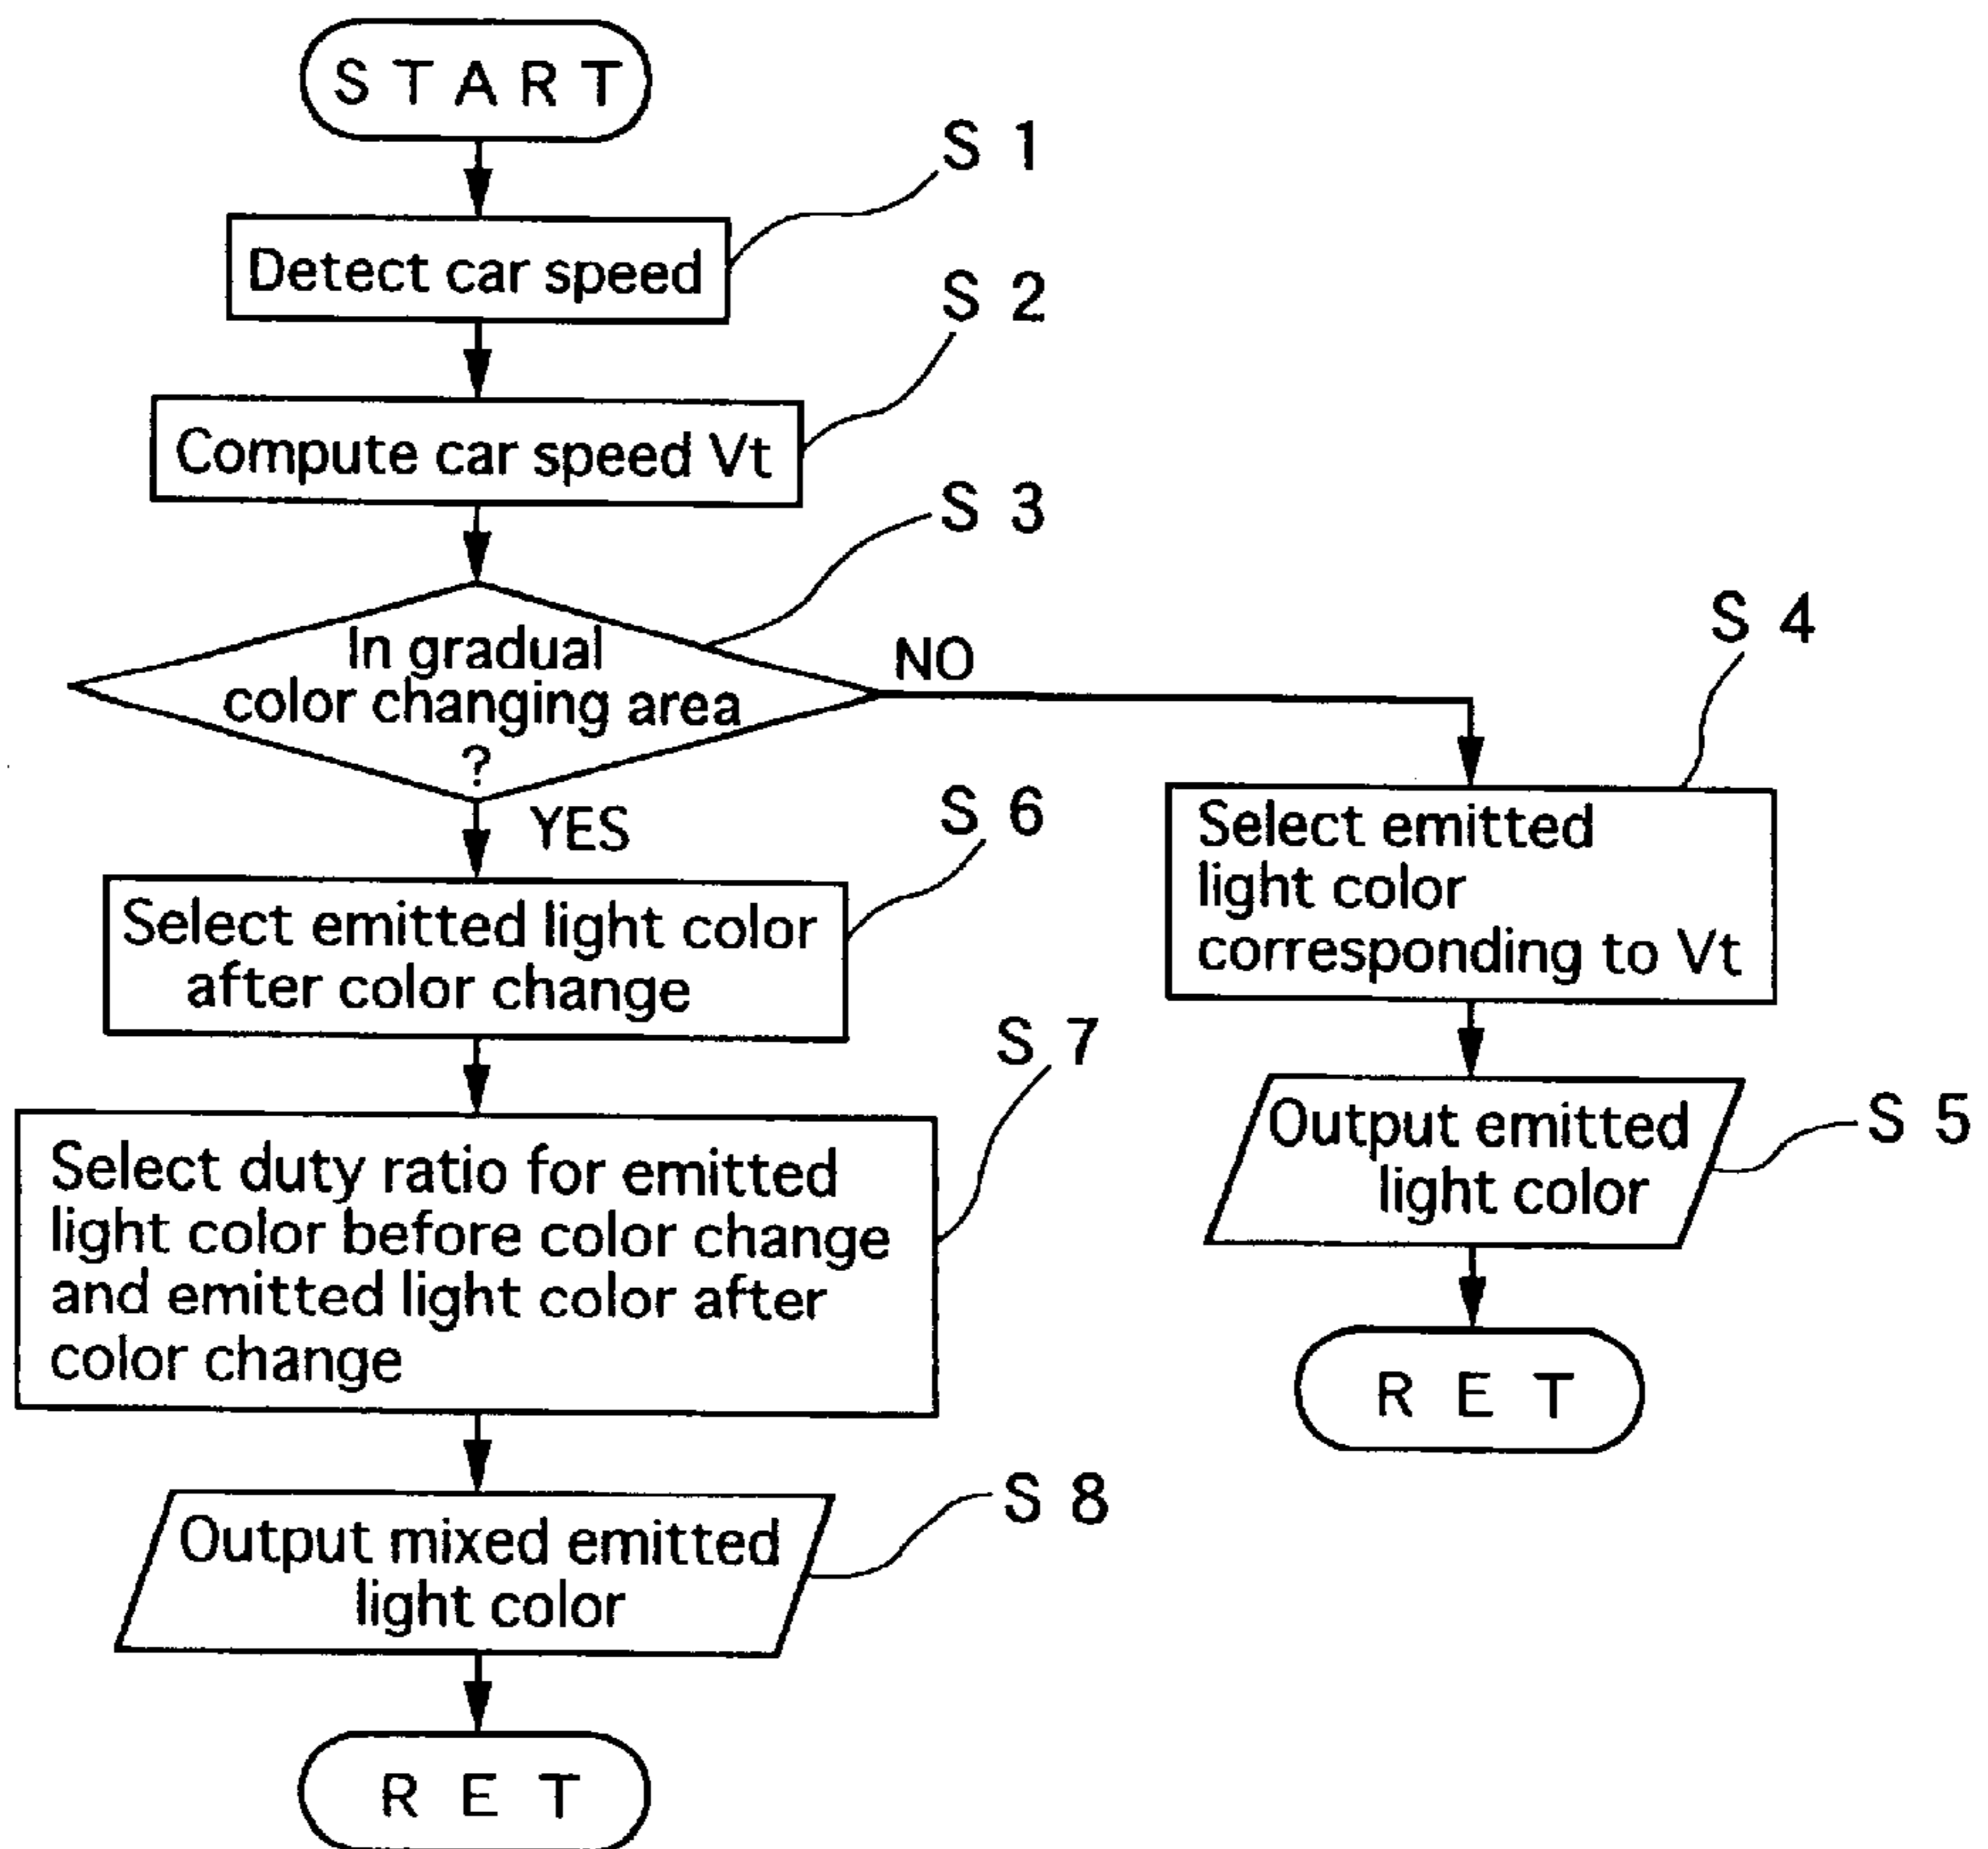 START
S 1
Detect car speed
S 2
Compute car speed Vt
S 3
In gradual
color changing area
?
NO
YES
S 4
Select emitted
light color
corresponding to Vt
S 5
Output emitted
light color
RET
S 6
Select emitted light color
after color change
S 7
Select duty ratio for emitted
light color before color change
and emitted light color after
color change
S 8
Output mixed emitted
light color
RET